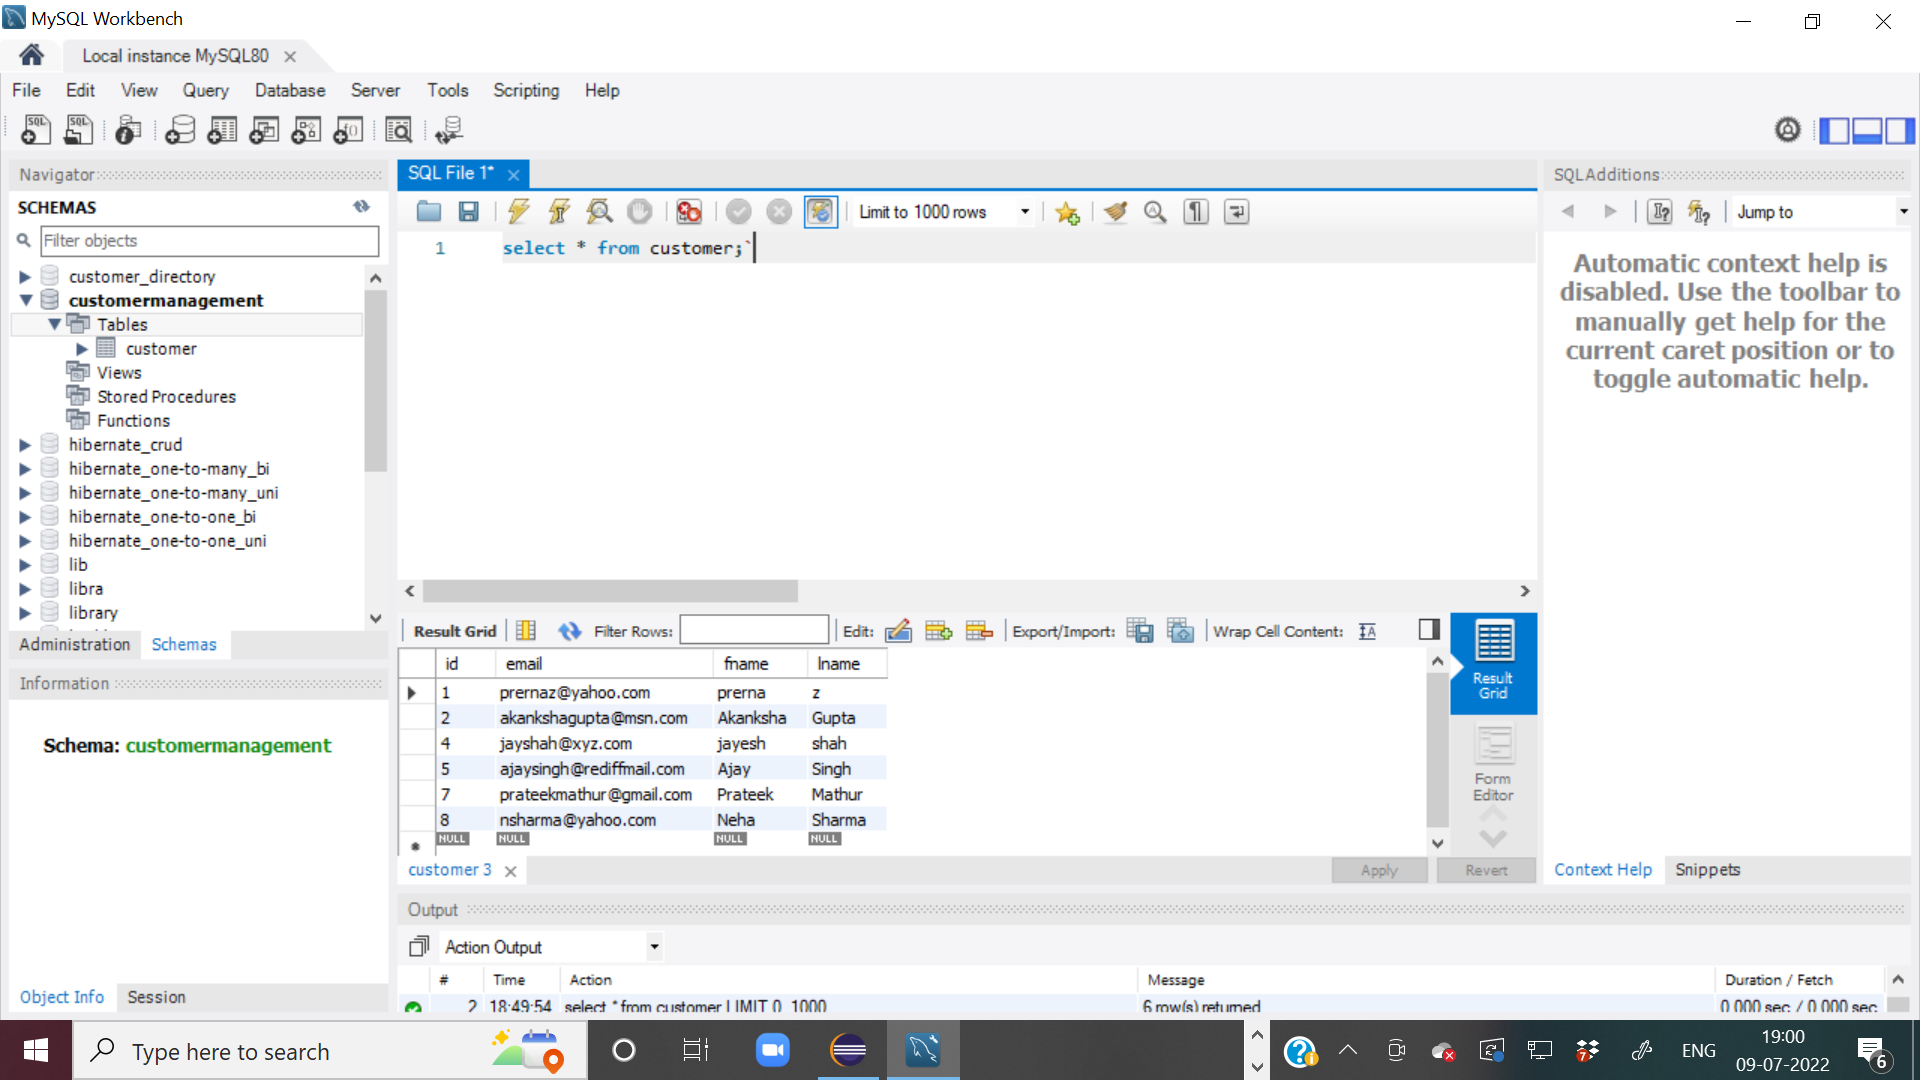 MySQL Workbench
Local instance MySQL80
File Edit View Query Database Server Tools Scripting Help
Navigator
SCHEMAS
Filter objects
customer_directory
customermanagement
Tables
customer
Views
Stored Procedures
Functions
hibernate_crud
hibernate_one-to-many_bi
hibernate_one-to-many_uni
hibernate_one-to-one_bi
hibernate_one-to-one_uni
lib
libra
library
Administration Schemas
Information
Schema: customermanagement
Object Info Session
SQL File 1*
Limit to 1000 rows
1 select * from customer;`
Result Grid Filter Rows: Edit: Export/Import: Wrap Cell Content:
id email fname lname
1 prernaz@yahoo.com prerna z
2 akankshagupta@msn.com Akanksha Gupta
4 jayshah@xyz.com jayesh shah
5 ajaysingh@rediffmail.com Ajay Singh
7 prateekmathur@gmail.com Prateek Mathur
8 nsharma@yahoo.com Neha Sharma
NULL NULL NULL NULL
Result
Grid
Form
Editor
customer 3
Apply Revert
SQLAdditions
Jump to
Automatic context help is
disabled. Use the toolbar to
manually get help for the
current caret position or to
toggle automatic help.
Context Help Snippets
Output
Action Output
# Time Action Message Duration / Fetch
2 18:49:54 select * from customer LIMIT 0, 1000 6 row(s) returned 0.000 sec / 0.000 sec
Type here to search
ENG
19:00
09-07-2022
6